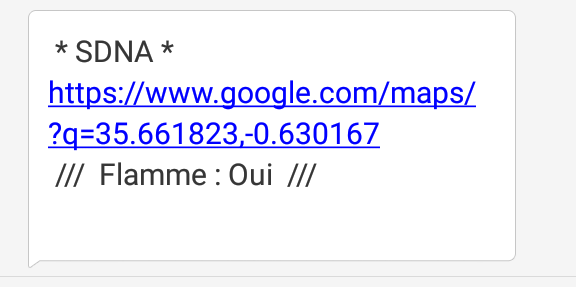 * SDNA *
https://www.google.com/maps/
?q=35.661823,-0.630167
/// Flamme : Oui ///